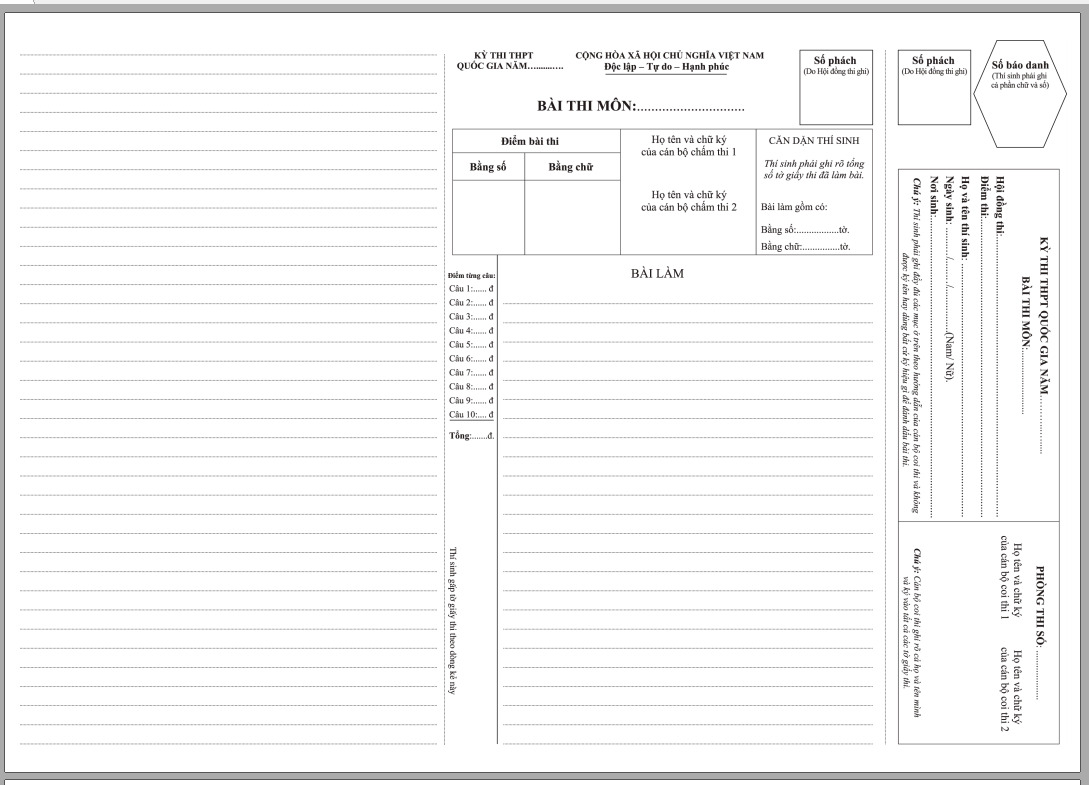 KỲ THI THPT
QUỐC GIA NĂM..............
CỘNG HÒA XÃ HỘI CHỦ NGHĨA VIỆT NAM
Độc lập – Tự do – Hạnh phúc
BÀI THI MÔN:.............................
Số phách
(Do Hội đồng thi ghi)
Điểm bài thi
Bằng số
Bằng chữ
Họ tên và chữ ký
của cán bộ chấm thi 1
Họ tên và chữ ký
của cán bộ chấm thi 2
CĂN DẶN THÍ SINH
Thí sinh phải ghi rõ tổng
số tờ giấy thi đã làm bài.
Bài làm gồm có:
Bằng số:.................tờ.
Bằng chữ:...............tờ.
Điểm từng câu:
Câu 1:...... đ
Câu 2:...... đ
Câu 3:...... đ
Câu 4:...... đ
Câu 5:...... đ
Câu 6:...... đ
Câu 7:...... đ
Câu 8:...... đ
Câu 9:...... đ
Câu 10:.... đ
Tổng:.......đ.
BÀI LÀM
Thí sinh gấp tờ giấy thi theo dòng kẻ này
Số phách
(Do Hội đồng thi ghi)
Số báo danh
(Thí sinh phải ghi
cả phần chữ và số)
KỲ THI THPT QUỐC GIA NĂM..................
BÀI THI MÔN:....................
Hội đồng thi:..........................................................................
Điểm thi:..........................................................................
Họ và tên thí sinh: ..........................................................................
Ngày sinh: ........./........./.............(Nam/ Nữ).
Nơi sinh:..........................................................................
Chú ý: Thí sinh phải ghi đầy đủ các mục ở trên theo hướng dẫn của cán bộ coi thi và không
được ký tên hay dùng bất cứ ký hiệu gì để đánh dấu bài thi.
PHÒNG THI SỐ: ...............
Họ tên và chữ ký
của cán bộ coi thi 1
Họ tên và chữ ký
của cán bộ coi thi 2
Chú ý: Cán bộ coi thi ghi rõ cả họ và tên mình
và ký vào tất cả các tờ giấy thi.